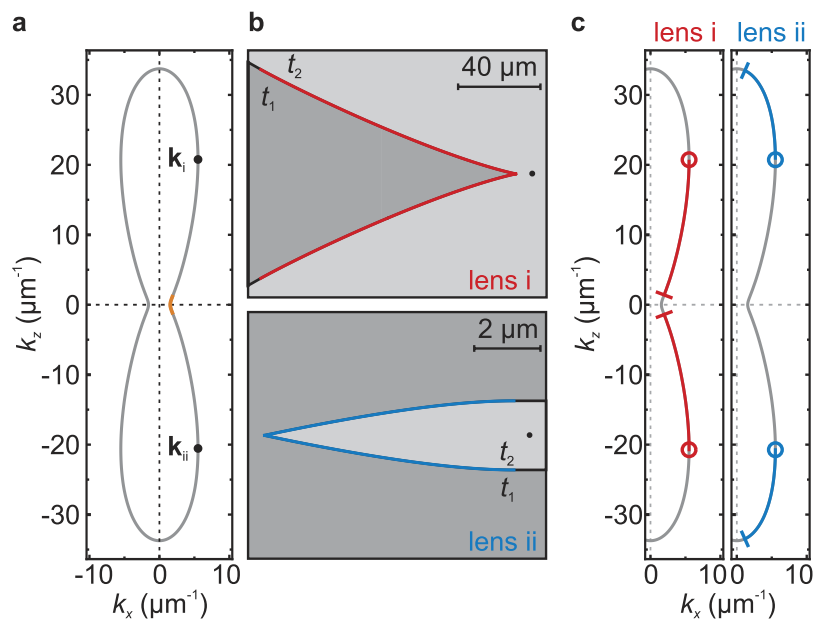 a
30
20
10
0
-10
-20
-30
k_z (µm⁻¹)
k_i
k_ii
-10
0
10
k_x (µm⁻¹)
b
t_2
t_1
40 µm
lens i
2 µm
t_2
t_1
lens ii
c
lens i
lens ii
30
20
10
0
-10
-20
-30
k_z (µm⁻¹)
0
10
0
10
k_x (µm⁻¹)